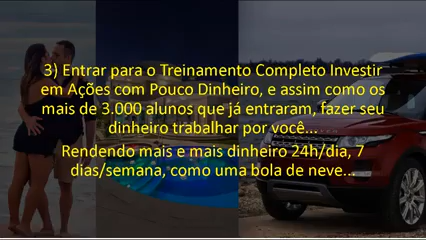 3) Entrar para o Treinamento Completo Investir
em Ações com Pouco Dinheiro, e assim como os
mais de 3.000 alunos que já entraram, fazer seu
dinheiro trabalhar por você...
Rendendo mais e mais dinheiro 24h/dia, 7
dias/semana, como uma bola de neve...